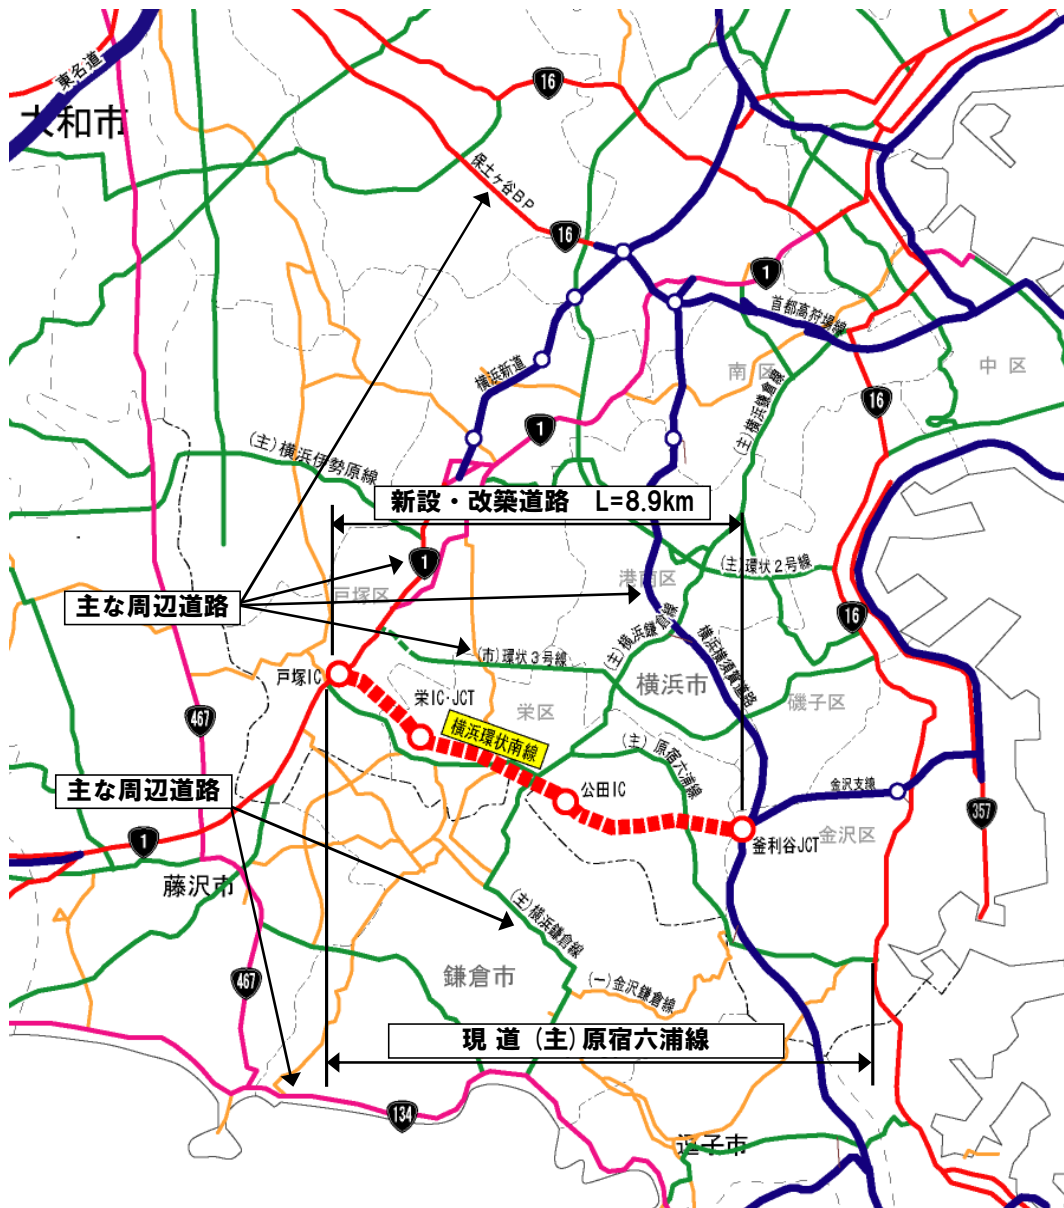 東名道
大和市
16
保土ヶ谷BP
16
1
首都高狩場線
南区
中区
横浜新道
16
1
(主)横浜鎌倉線
(主)横浜伊勢原線
新設・改築道路 L=8.9km
1
戸塚区
港南区
(主)環状２号線
主な周辺道路
16
(主)横浜鎌倉線
横浜横須賀道路
(市)環状３号線
戸塚IC
横浜市
磯子区
栄IC・JCT
栄区
467
横浜環状南線
(主)原宿六浦線
主な周辺道路
公田IC
金沢支線
357
1
釜利谷JCT
金沢区
藤沢市
(主)横浜鎌倉線
467
鎌倉市
(一)金沢鎌倉線
現道(主)原宿六浦線
134
逗子市